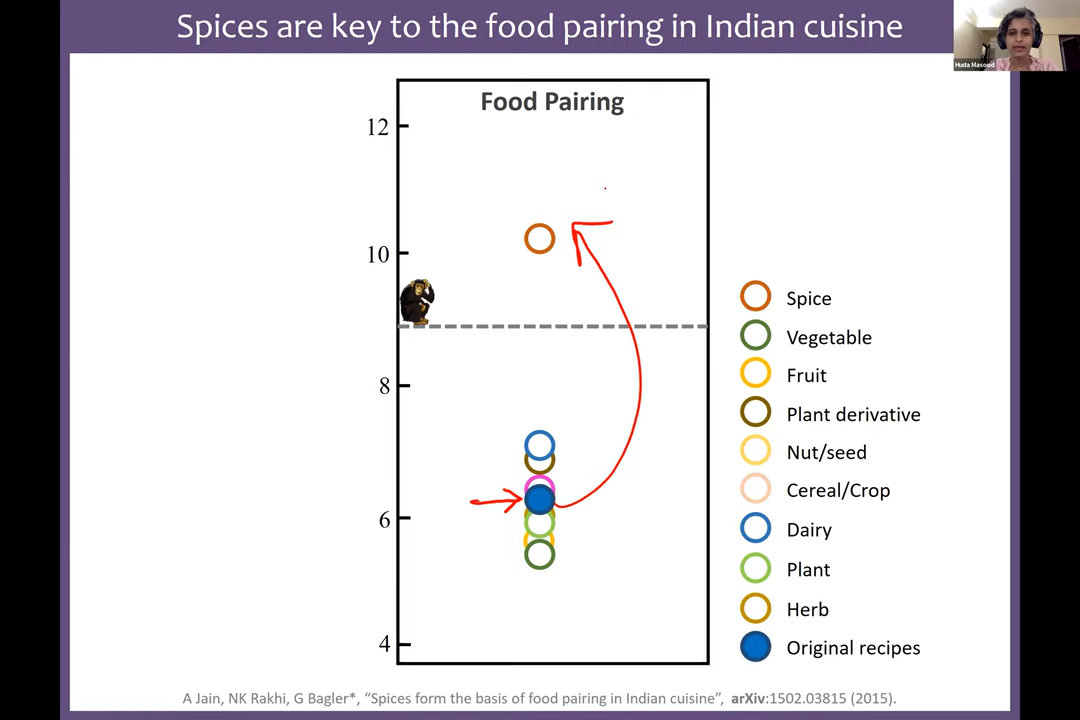 Spices are key to the food pairing in Indian cuisine
Huda Masood
Food Pairing
12
10
8
6
4
Spice
Vegetable
Fruit
Plant derivative
Nut/seed
Cereal/Crop
Dairy
Plant
Herb
Original recipes
A Jain, NK Rakhi, G Bagler*, “Spices form the basis of food pairing in Indian cuisine”, arXiv:1502.03815 (2015).